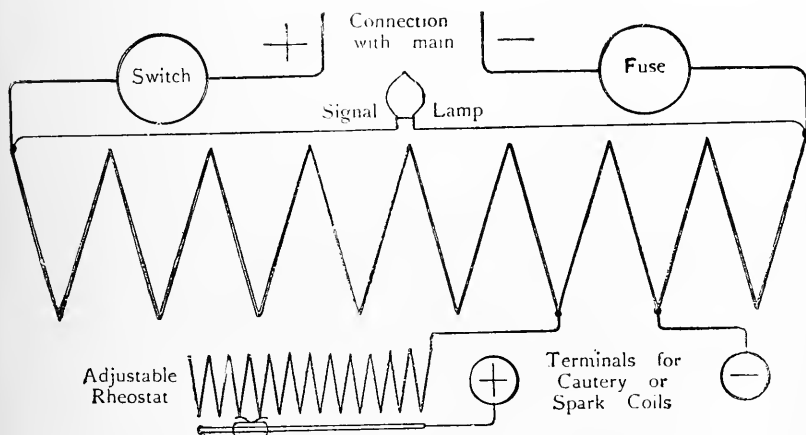 Connection
with main
+
−
Switch
Fuse
Signal Lamp
Adjustable
Rheostat
+
Terminals for
Cautery or
Spark Coils
−